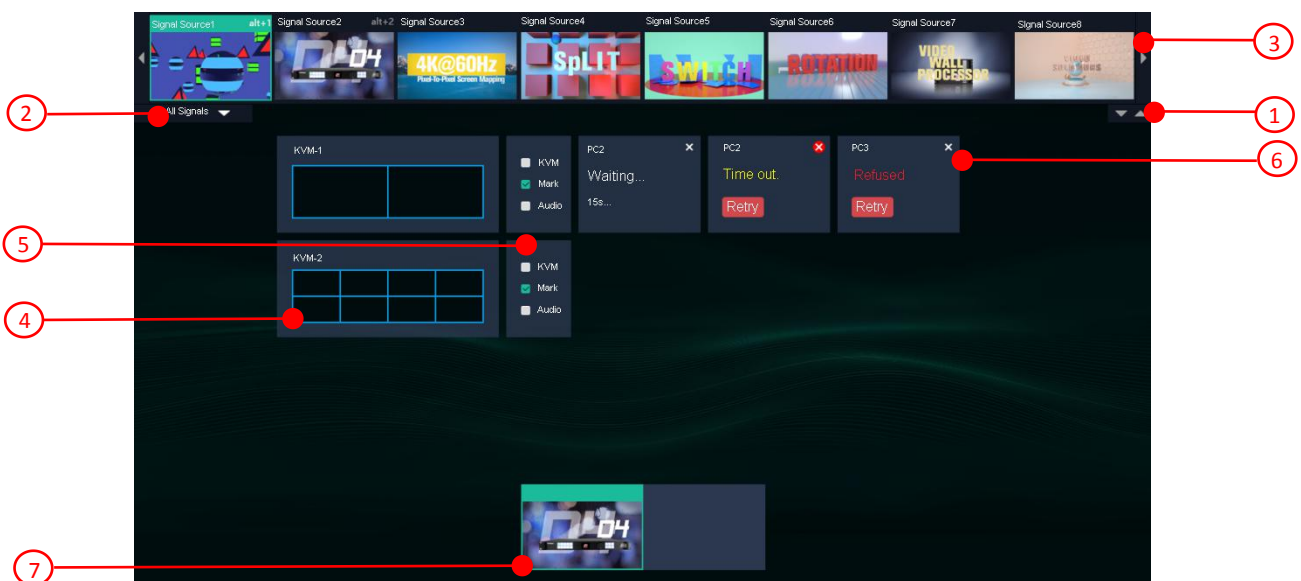 Signal Source1 alt+1 Signal Source2 alt+2 Signal Source3 Signal Source4 Signal Source5 Signal Source6 Signal Source7 Signal Source8
3
04
4K@60Hz
Pixel-To-Pixel Screen Mapping
SpLIT
SWITCH
ROTATION
VIDEO
WALL
PROCESSOR
2
All Signals
1
KVM-1
KVM
Mark
Audio
PC2
Waiting...
15s...
PC2
Time out.
Retry
PC3
Refused
Retry
6
5
KVM-2
KVM
Mark
Audio
4
04
7